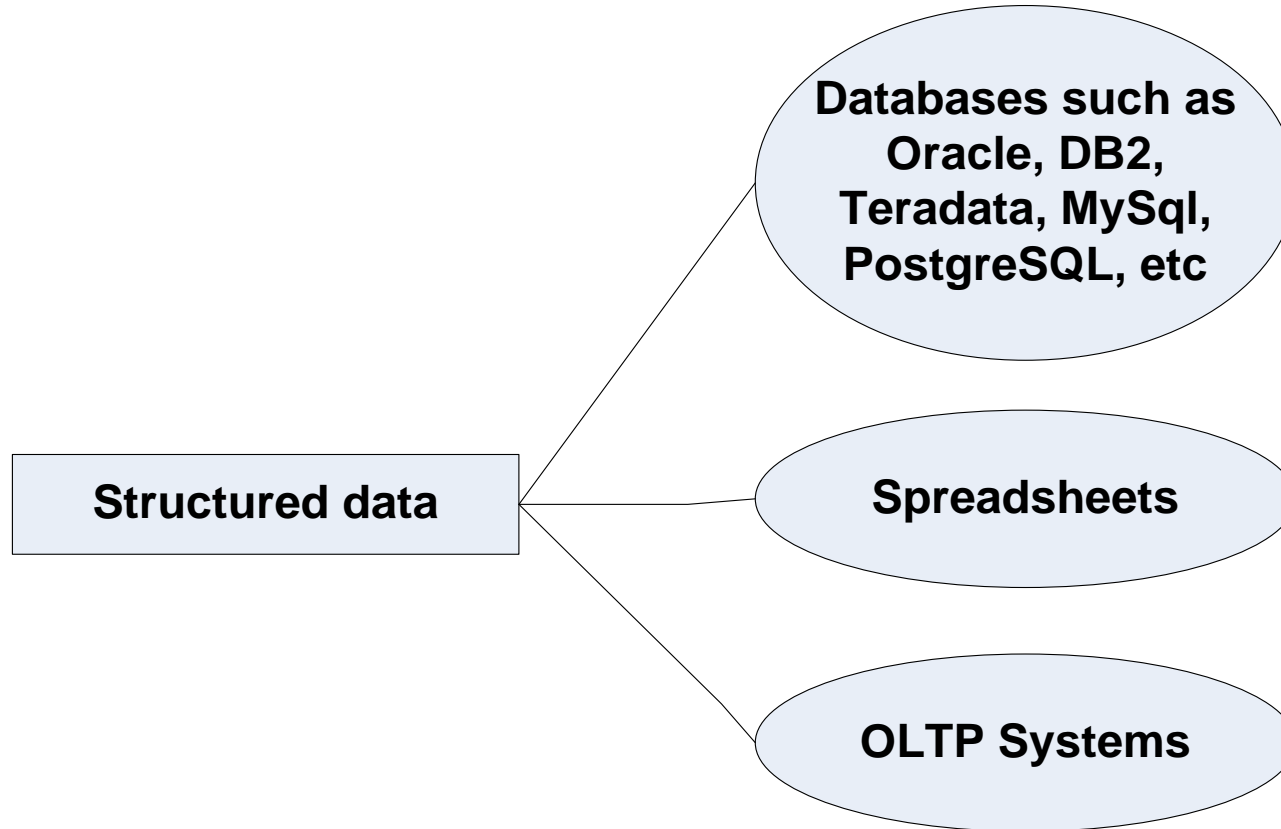 Databases such as
Oracle, DB2,
Teradata, MySql,
PostgreSQL, etc
Structured data
Spreadsheets
OLTP Systems